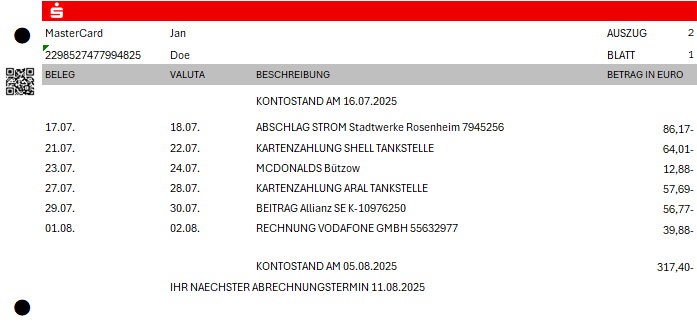 MasterCard Jan AUSZUG 2
2298527477994825 Doe BLATT 1
BELEG VALUTA BESCHREIBUNG BETRAG IN EURO
KONTOSTAND AM 16.07.2025
17.07. 18.07. ABSCHLAG STROM Stadtwerke Rosenheim 7945256 86,17-
21.07. 22.07. KARTENZAHLUNG SHELL TANKSTELLE 64,01-
23.07. 24.07. MCDONALDS Bützow 12,88-
27.07. 28.07. KARTENZAHLUNG ARAL TANKSTELLE 57,69-
29.07. 30.07. BEITRAG Allianz SE K-10976250 56,77-
01.08. 02.08. RECHNUNG VODAFONE GMBH 55632977 39,88-
KONTOSTAND AM 05.08.2025 317,40-
IHR NAECHSTER ABRECHNUNGSTERMIN 11.08.2025